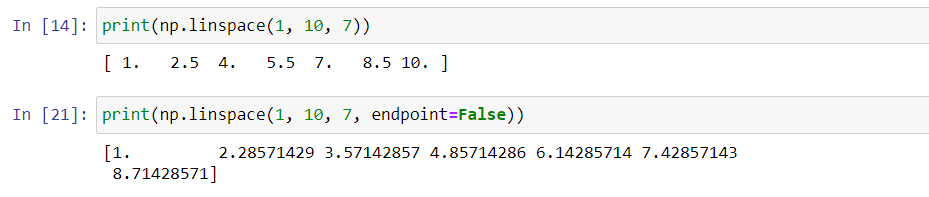 In [14]: print(np.linspace(1, 10, 7))
[ 1.   2.5  4.   5.5  7.   8.5 10. ]
In [21]: print(np.linspace(1, 10, 7, endpoint=False))
[1.         2.28571429 3.57142857 4.85714286 6.14285714 7.42857143
 8.71428571]